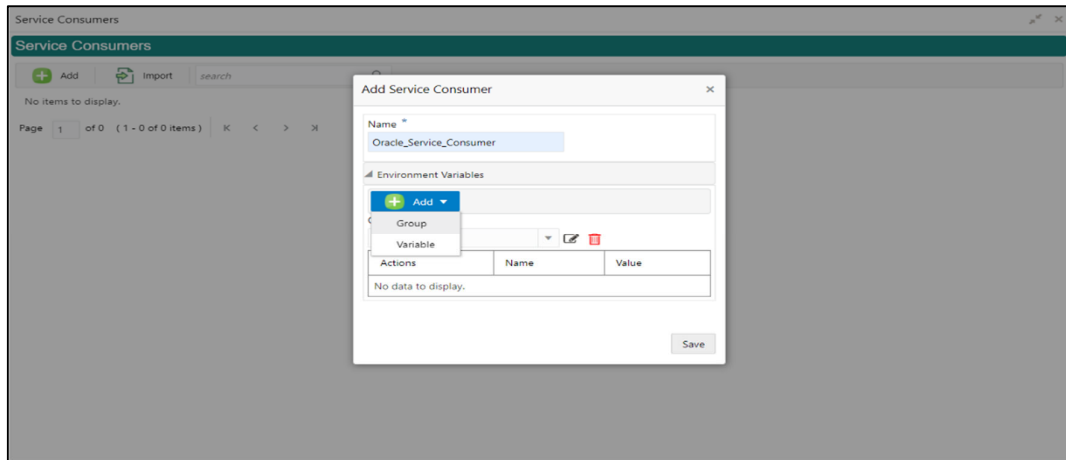 Service Consumers
Service Consumers
Add Import search
No items to display.
Page 1 of 0 (1 - 0 of 0 items)
Add Service Consumer
Name *
Oracle_Service_Consumer
Environment Variables
Add
Group
Variable
Actions Name Value
No data to display.
Save